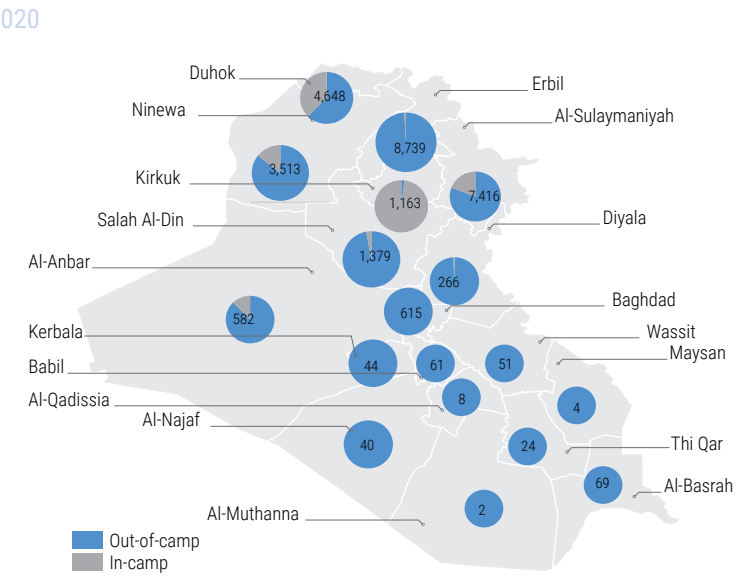 020
Duhok
Erbil
4,648
Ninewa
Al-Sulaymaniyah
8,739
3,513
Kirkuk
7,416
1,163
Salah Al-Din
Diyala
1,379
Al-Anbar
266
Baghdad
582
615
Kerbala
Wassit
Maysan
Babil
44
61
51
Al-Qadissia
8
4
Al-Najaf
40
24
Thi Qar
69
Al-Basrah
Al-Muthanna
2
Out-of-camp
In-camp